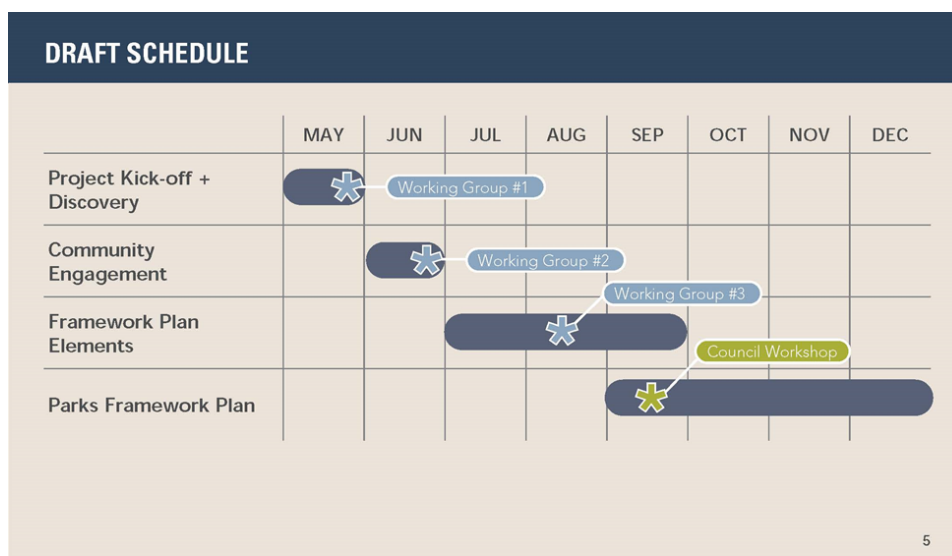 DRAFT SCHEDULE
MAY JUN JUL AUG SEP OCT NOV DEC
Project Kick-off +
Discovery
Working Group #1
Community
Engagement
Working Group #2
Working Group #3
Framework Plan
Elements
Council Workshop
Parks Framework Plan
5